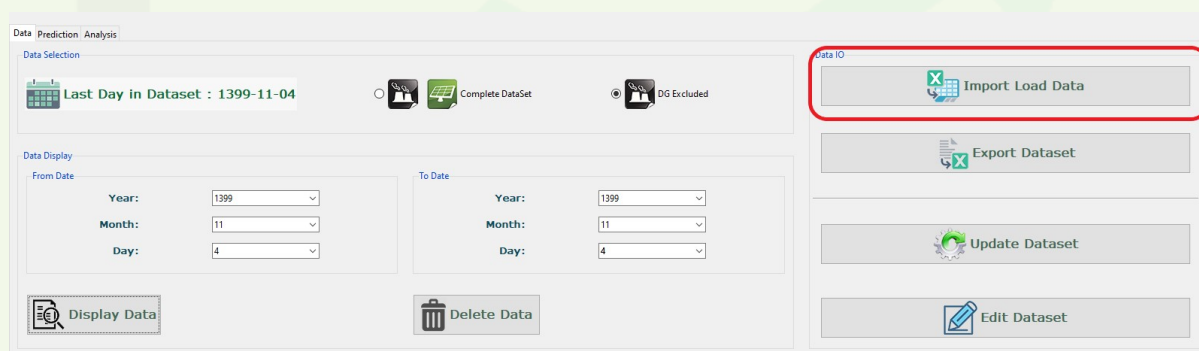 Data Prediction Analysis
Data Selection
Last Day in Dataset : 1399-11-04
Complete DataSet
DG Excluded
Data Display
From Date
Year: 1399
Month: 11
Day: 4
To Date
Year: 1399
Month: 11
Day: 4
Display Data
Delete Data
Data IO
Import Load Data
Export Dataset
Update Dataset
Edit Dataset